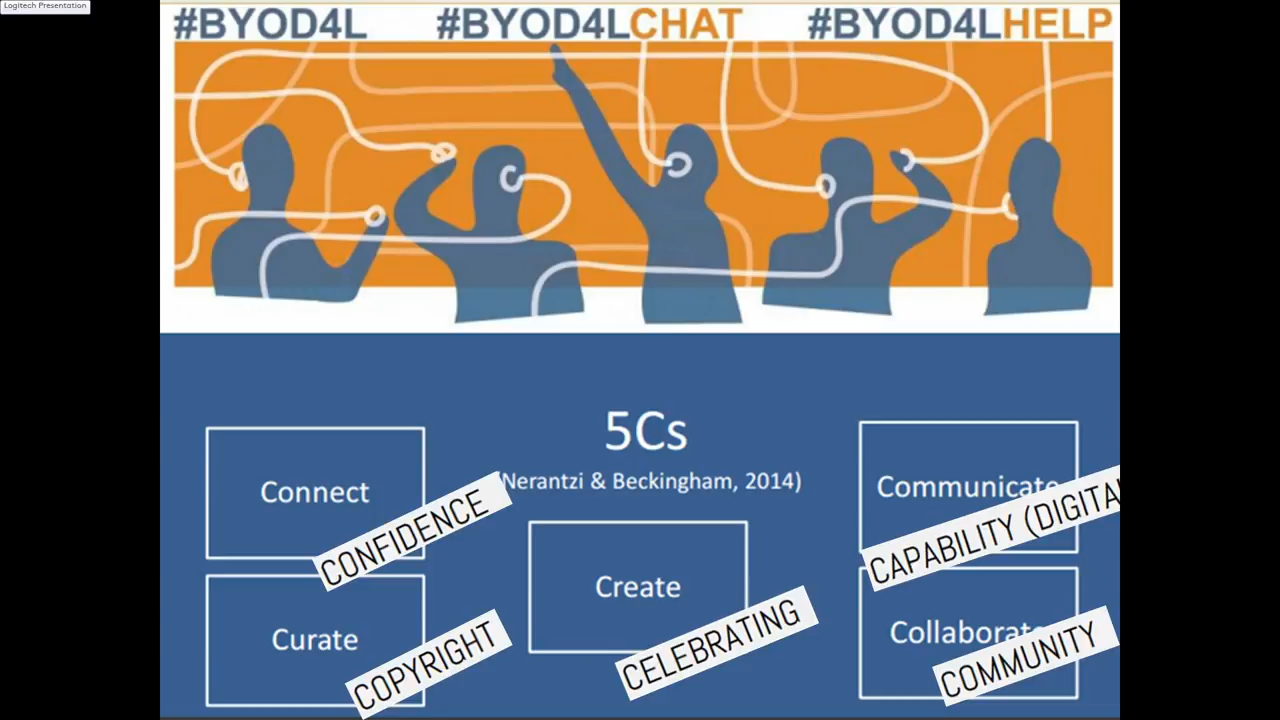 Logitech Presentation
#BYOD4L #BYOD4LCHAT #BYOD4LHELP
5Cs
(Nerantzi & Beckingham, 2014)
Connect
CONFIDENCE
Communicate
CAPABILITY (DIGITA
Create
CELEBRATING
Curate
COPYRIGHT
Collaborate
COMMUNITY